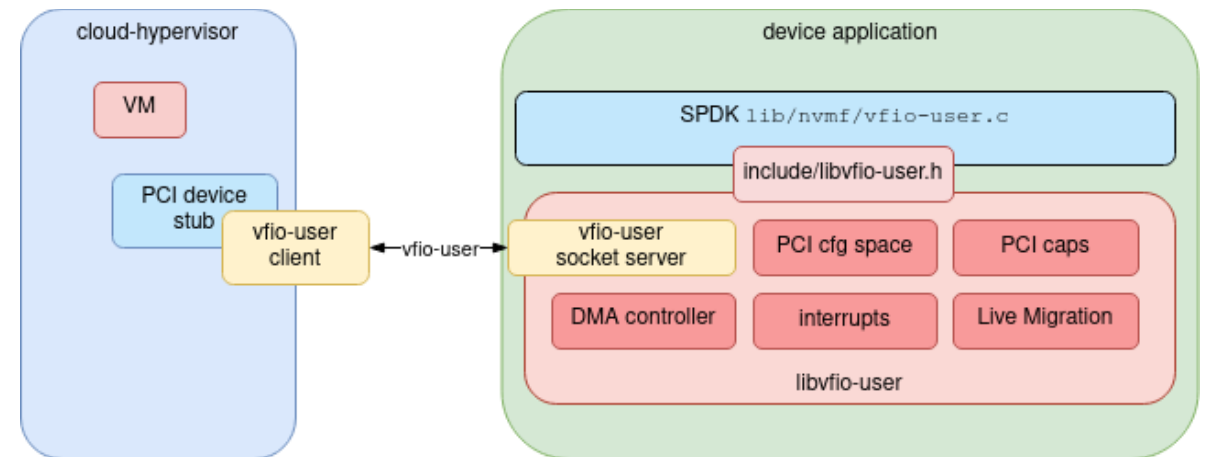 cloud-hypervisor
VM
PCI device
stub
vfio-user
client
vfio-user
device application
SPDK lib/nvmf/vfio-user.c
include/libvfio-user.h
vfio-user
socket server
PCI cfg space
PCI caps
DMA controller
interrupts
Live Migration
libvfio-user